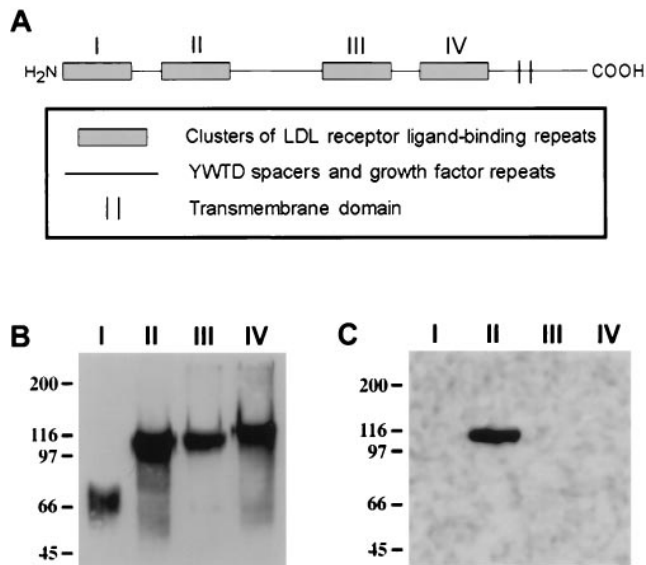 A
I II III IV
H₂N COOH
Clusters of LDL receptor ligand-binding repeats
YWTD spacers and growth factor repeats
Transmembrane domain
B I II III IV
200
116
97
66
45
C I II III IV
200
116
97
66
45